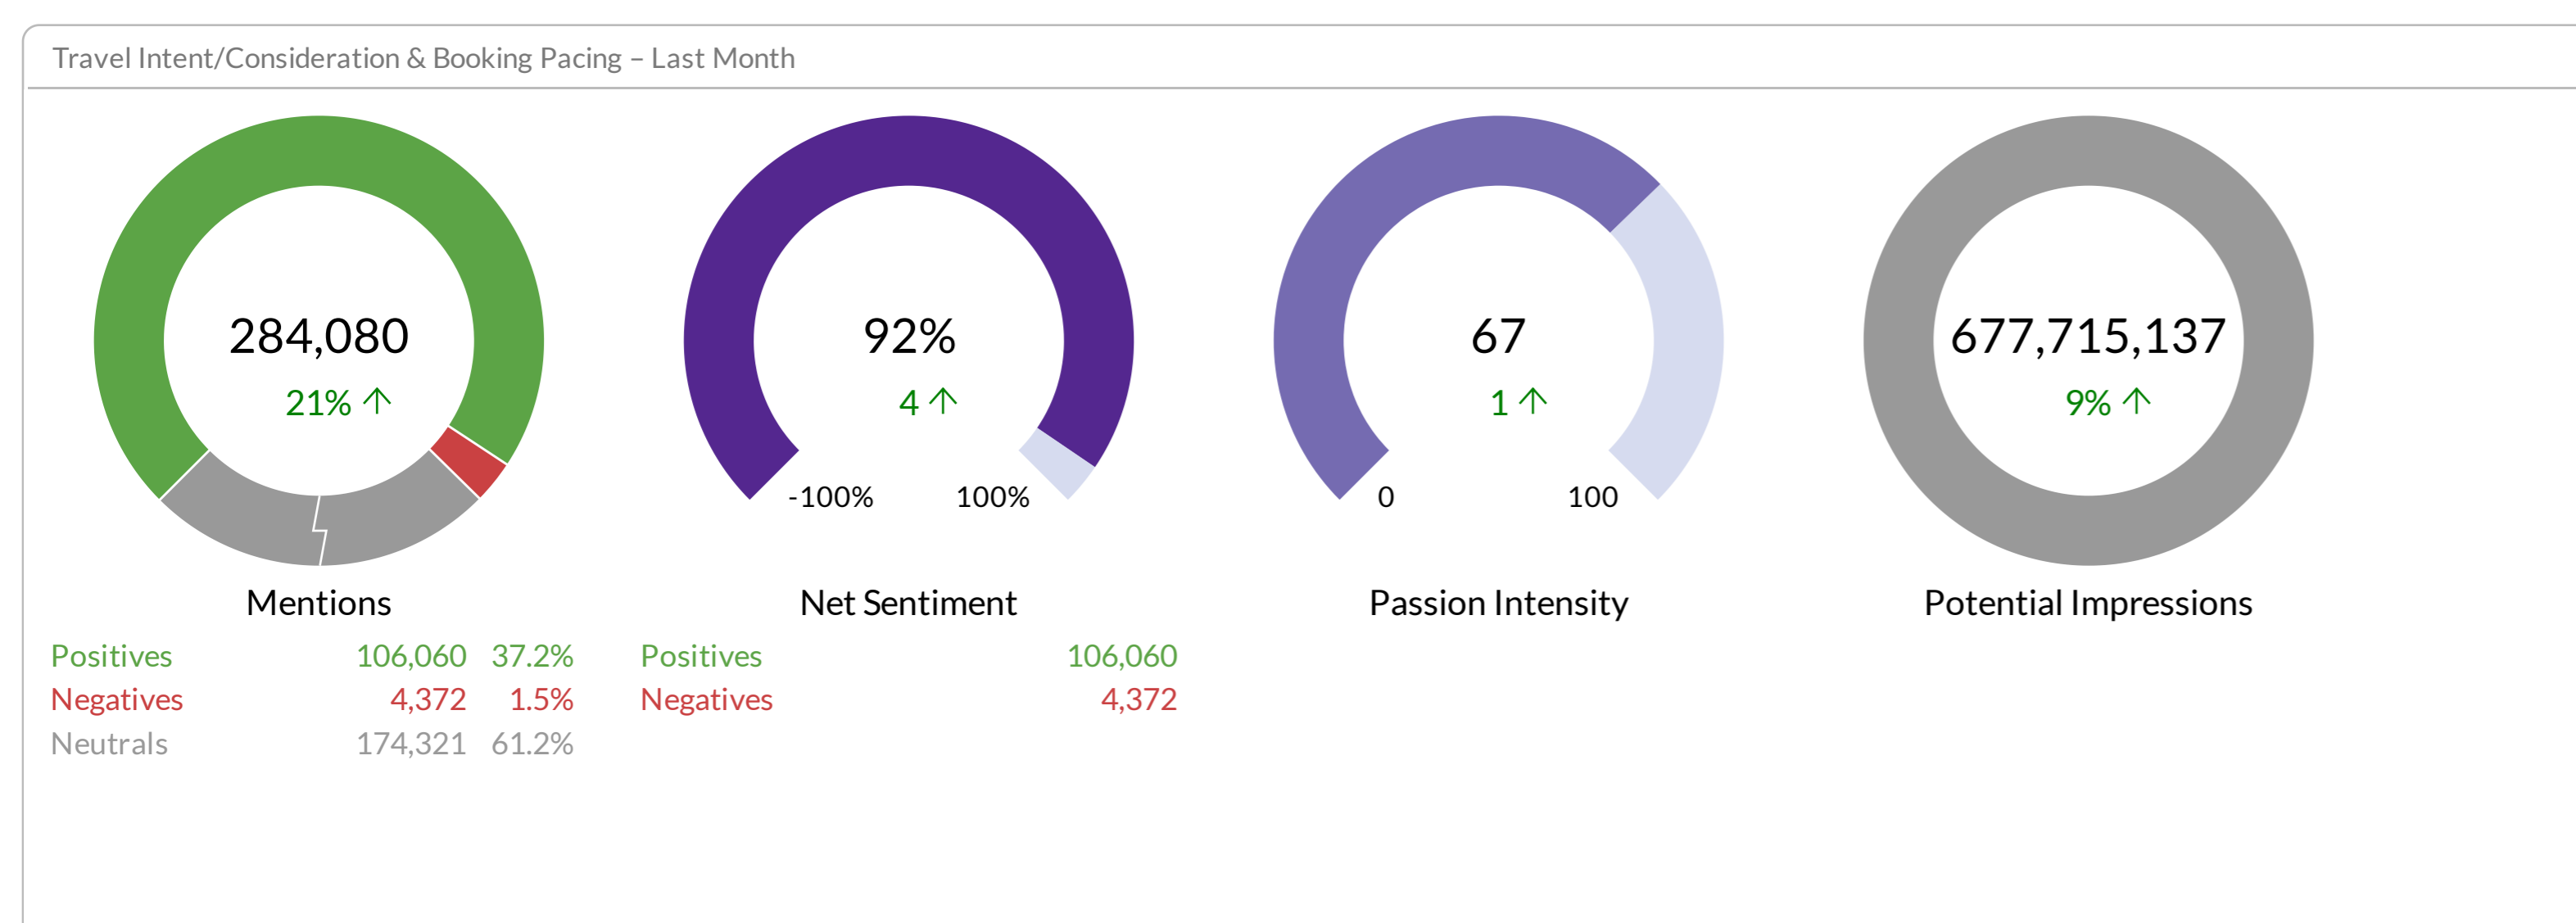 Travel Intent/Consideration & Booking Pacing – Last Month
284,080
21% ↑
Mentions
Positives 106,060 37.2%
Negatives 4,372 1.5%
Neutrals 174,321 61.2%
92%
4 ↑
-100% 100%
Net Sentiment
Positives 106,060
Negatives 4,372
67
1 ↑
0 100
Passion Intensity
677,715,137
9% ↑
Potential Impressions